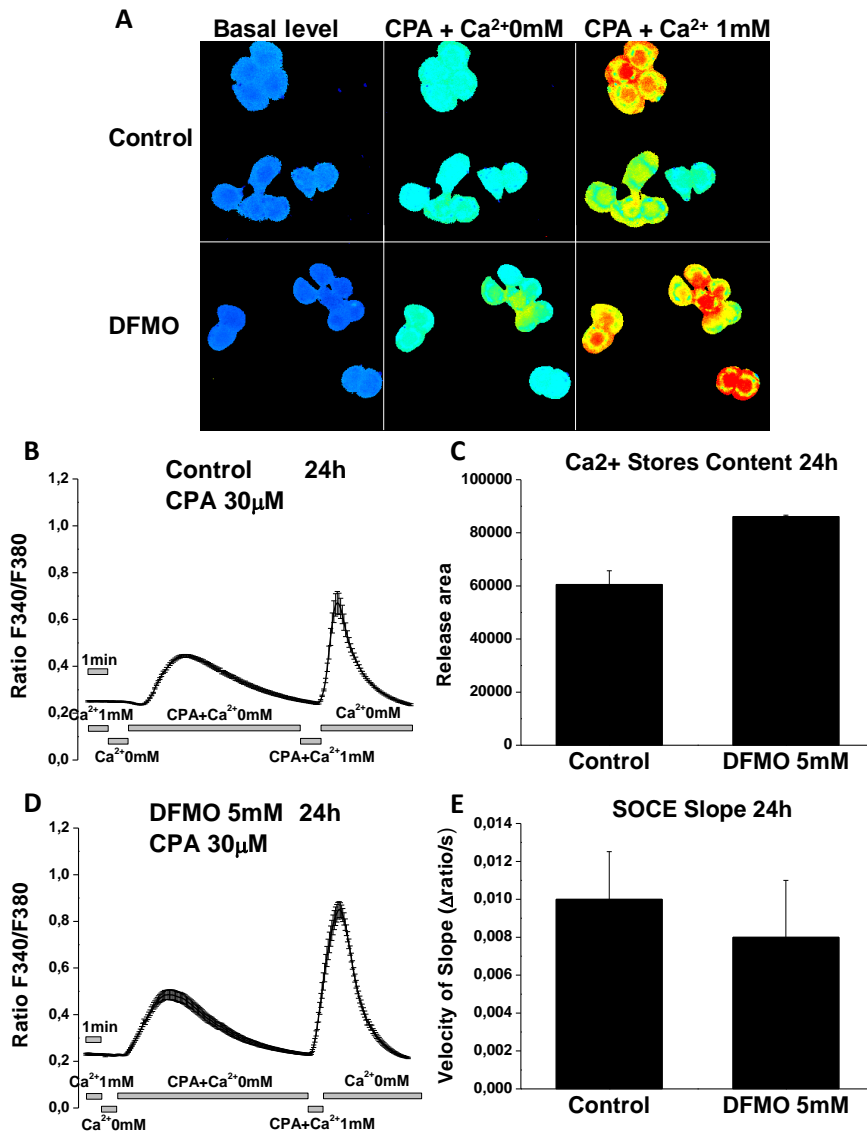 A
Basal level
CPA + Ca²⁺0mM
CPA + Ca²⁺ 1mM
Control
DFMO
B
Control 24h
CPA 30µM
Ratio F340/F380
1,2
1,0
0,8
0,6
0,4
0,2
0,0
1min
Ca²⁺1mM
CPA+Ca²⁺0mM
Ca²⁺0mM
Ca²⁺0mM
CPA+Ca²⁺1mM
C
Ca2+ Stores Content 24h
Release area
100000
80000
60000
40000
20000
0
Control
DFMO 5mM
D
DFMO 5mM 24h
CPA 30µM
Ratio F340/F380
1,2
1,0
0,8
0,6
0,4
0,2
0,0
1min
Ca²⁺1mM
CPA+Ca²⁺0mM
Ca²⁺0mM
Ca²⁺0mM
CPA+Ca²⁺1mM
E
SOCE Slope 24h
Velocity of Slope (Δratio/s)
0,014
0,012
0,010
0,008
0,006
0,004
0,002
0,000
Control
DFMO 5mM